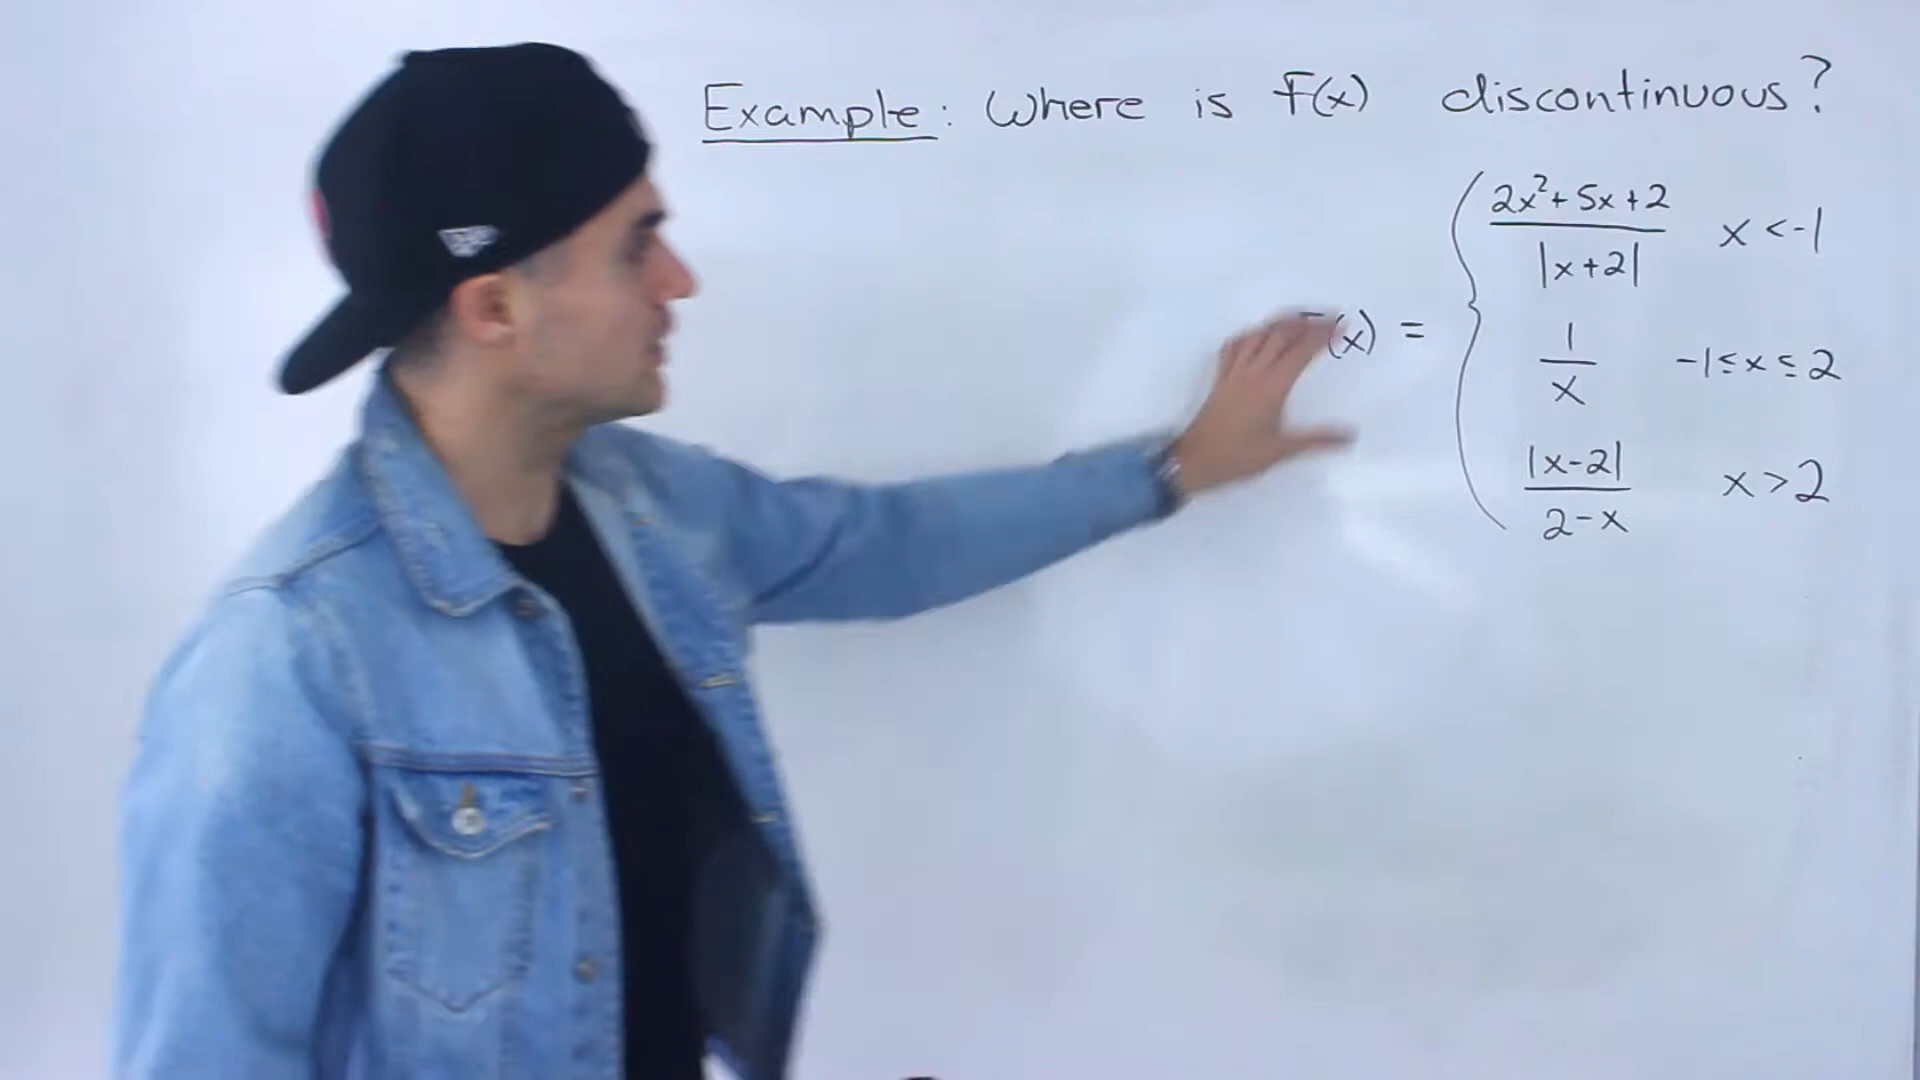 Example: Where is F(x) discontinuous?
2x²+5x+2
|x+2|
x < -1
(x) =
1
x
-1 ≤ x ≤ 2
|x-2|
2-x
x > 2